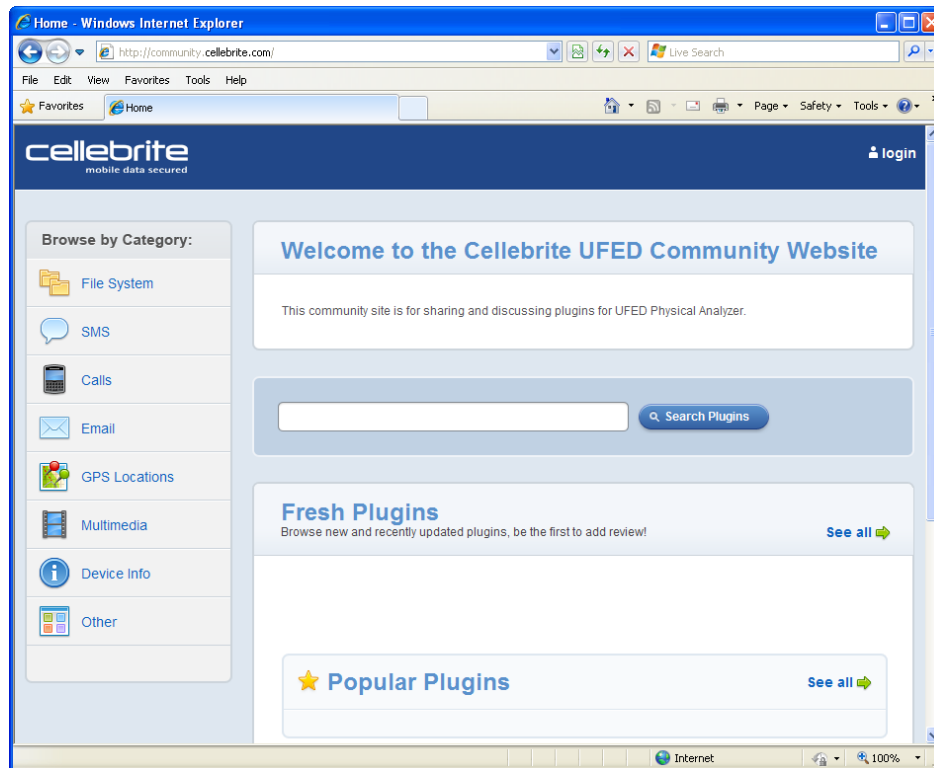 Home - Windows Internet Explorer
http://community.cellebrite.com/
Live Search
File Edit View Favorites Tools Help
Favorites Home Page Safety Tools
cellebrite
mobile data secured
login
Browse by Category:
File System
SMS
Calls
Email
GPS Locations
Multimedia
Device Info
Other
Welcome to the Cellebrite UFED Community Website
This community site is for sharing and discussing plugins for UFED Physical Analyzer.
Search Plugins
Fresh Plugins
Browse new and recently updated plugins, be the first to add review!
See all
Popular Plugins
See all
Internet 100%